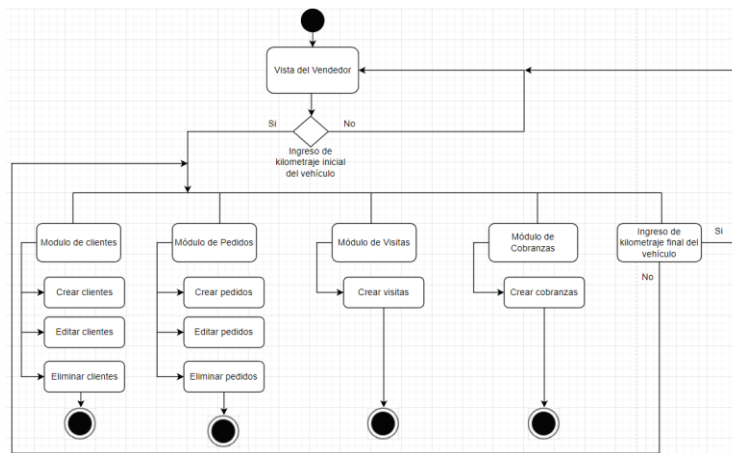 Vista del Vendedor
Si
No
Ingreso de
kilometraje inicial
del vehículo
Modulo de clientes
Módulo de Pedidos
Módulo de Visitas
Módulo de
Cobranzas
Ingreso de
kilometraje final del
vehículo
Si
No
Crear clientes
Crear pedidos
Crear visitas
Crear cobranzas
Editar clientes
Editar pedidos
Eliminar clientes
Eliminar pedidos